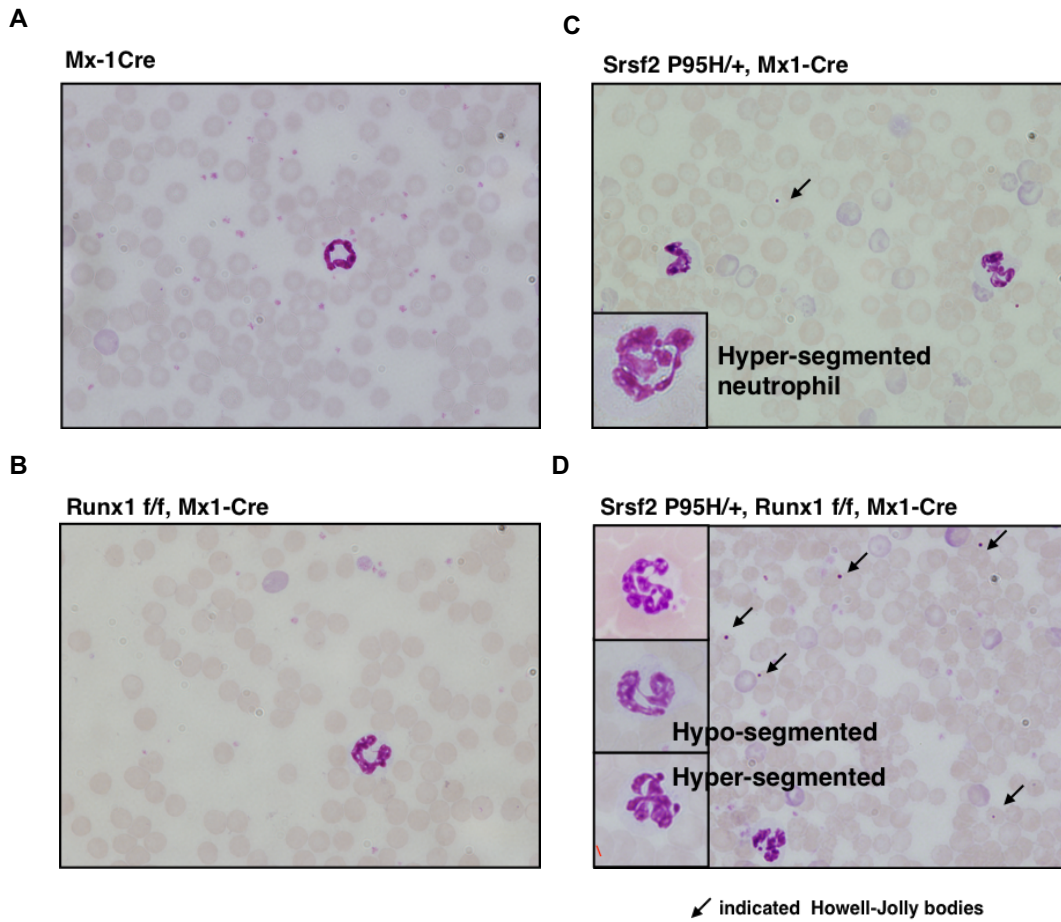 A
Mx-1Cre
C
Srsf2 P95H/+, Mx1-Cre
Hyper-segmented
neutrophil
B
Runx1 f/f, Mx1-Cre
D
Srsf2 P95H/+, Runx1 f/f, Mx1-Cre
Hypo-segmented
Hyper-segmented
indicated Howell-Jolly bodies